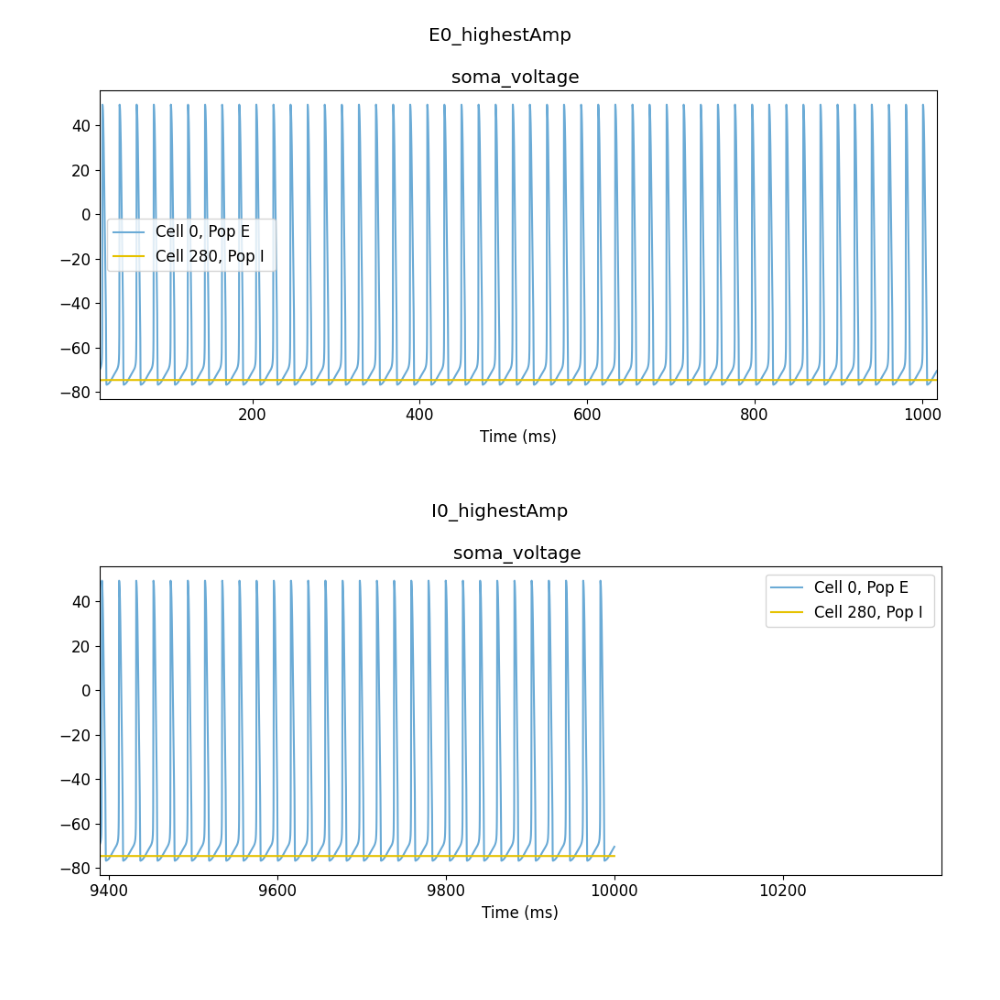 E0_highestAmp
soma_voltage
40
20
0
−20
−40
−60
−80
Cell 0, Pop E
Cell 280, Pop I
200 400 600 800 1000
Time (ms)
I0_highestAmp
soma_voltage
40
20
0
−20
−40
−60
−80
Cell 0, Pop E
Cell 280, Pop I
9400 9600 9800 10000 10200
Time (ms)